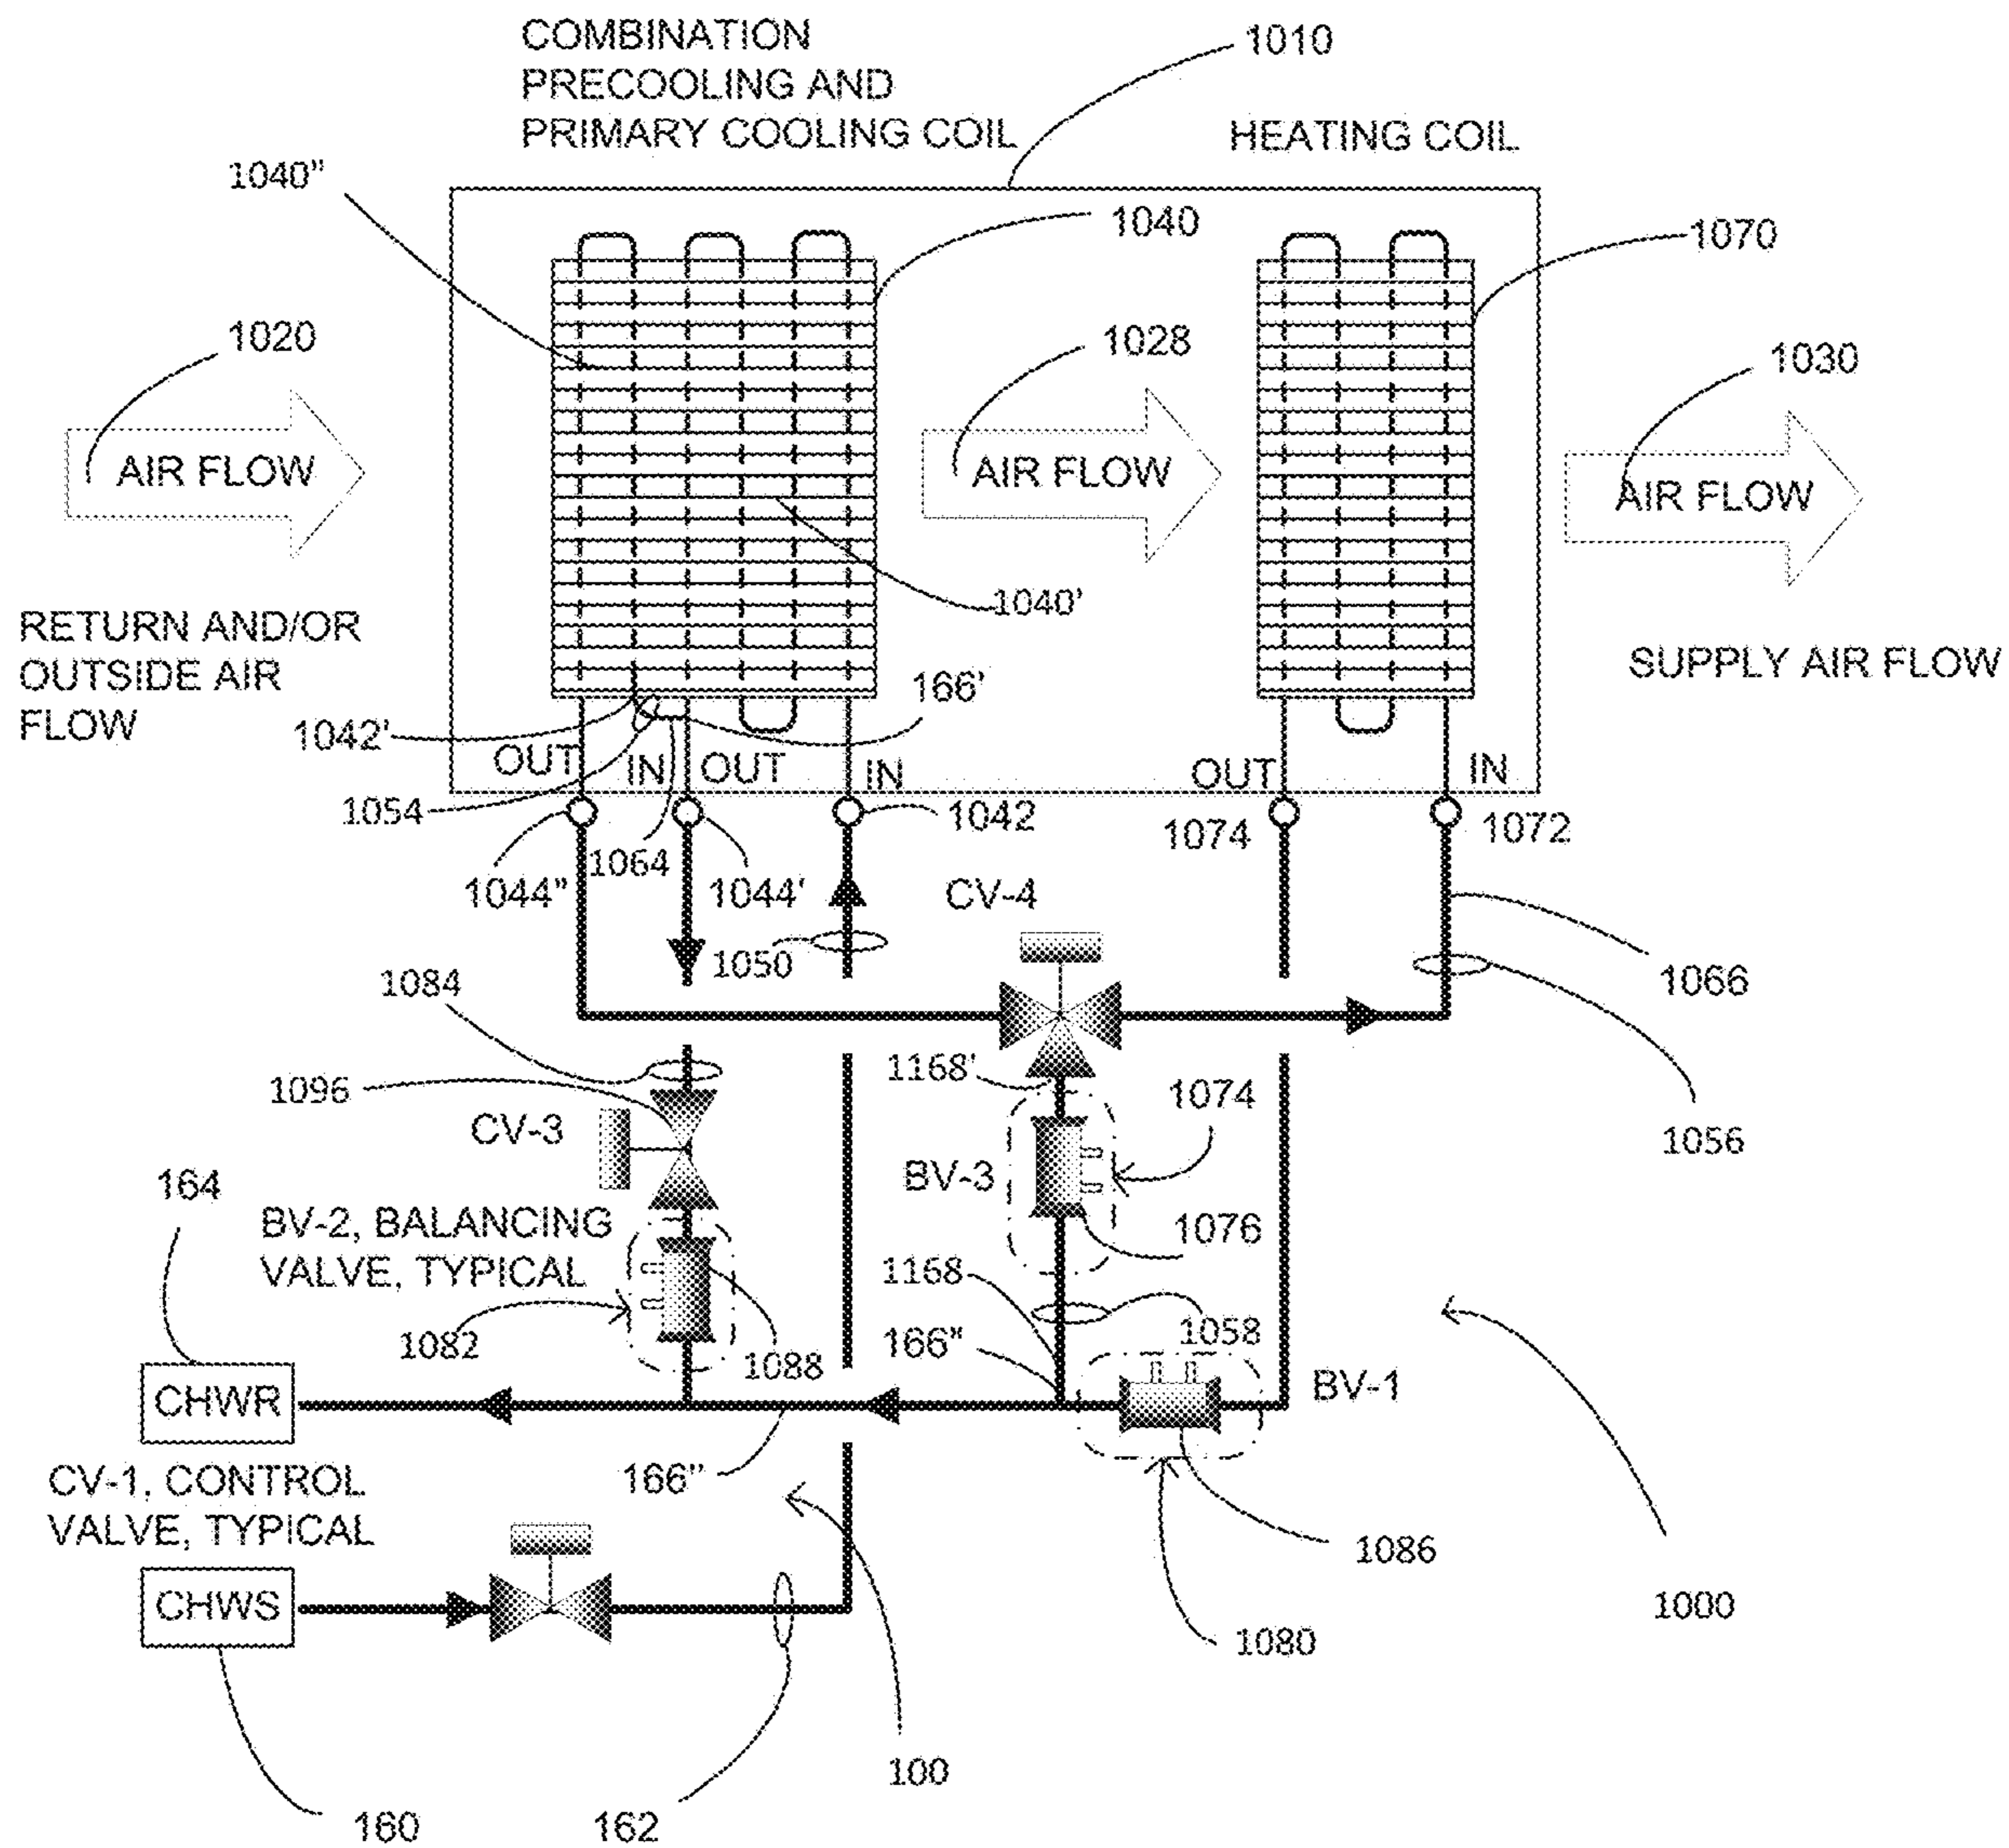 COMBINATION
PRECOOLING AND
PRIMARY COOLING COIL
1010
HEATING COIL
1040”
1040
1070
1020
1028
1030
AIR FLOW
AIR FLOW
AIR FLOW
1040’
RETURN AND/OR
OUTSIDE AIR
FLOW
SUPPLY AIR FLOW
166’
1042’
OUT
IN
OUT
IN
OUT
IN
1054
1042
1074
1072
1064
1044”
1044’
CV-4
1050
1066
1084
1096
1168’
1074
CV-3
1056
BV-3
164
BV-2, BALANCING
VALVE, TYPICAL
1076
1168
1082
1088
166”
1058
CHWR
BV-1
166”
CV-1, CONTROL
VALVE, TYPICAL
1086
CHWS
1000
1080
100
160
162